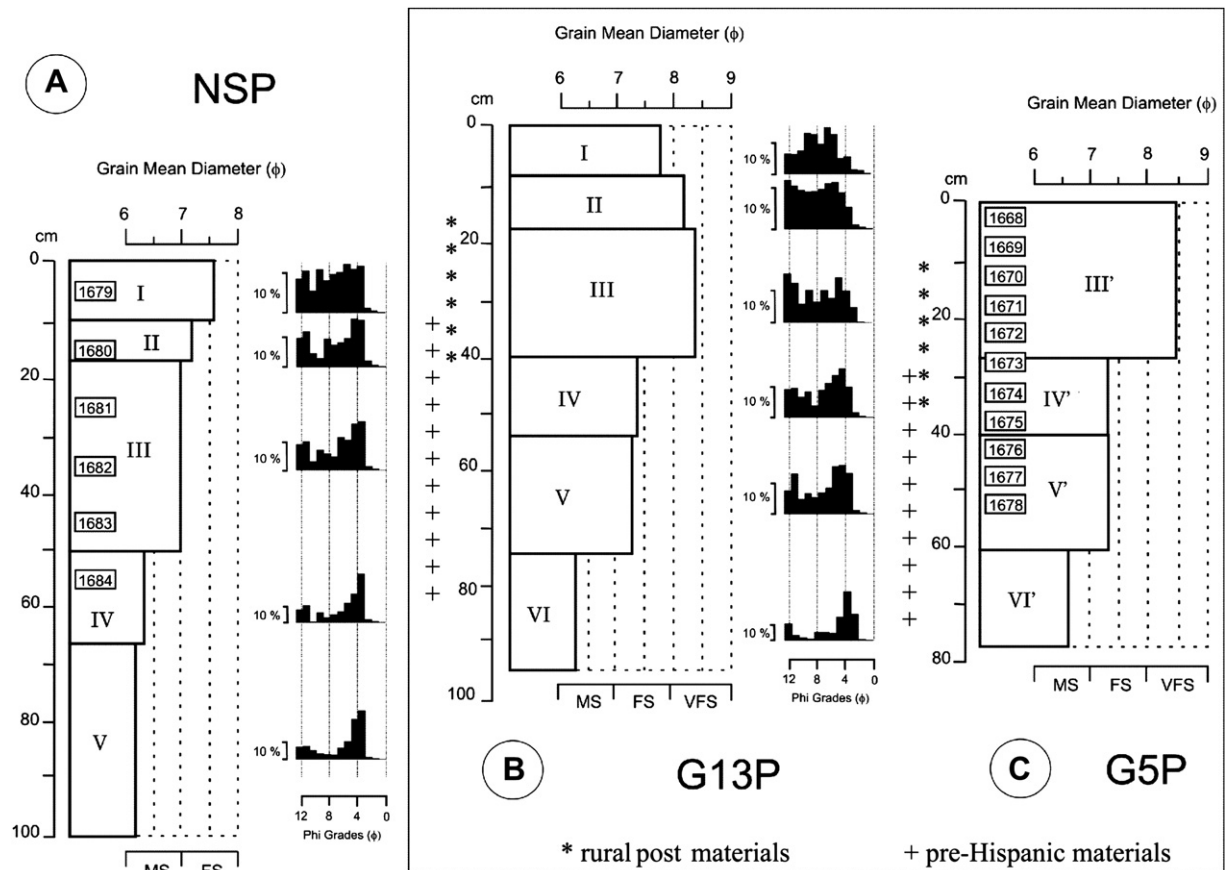 A
NSP
Grain Mean Diameter (ϕ)
6 7 8
cm
0
20
40
60
80
100
1679
I
1680
II
1681
III
1682
1683
1684
IV
V
10 %
10 %
10 %
10 %
10 %
12 8 4 0
Phi Grades (ϕ)
MS FS
Grain Mean Diameter (ϕ)
6 7 8 9
cm
0
20
40
60
80
100
*
*
*
*
*
*
+
+
+
+
+
+
+
+
+
+
+
I
II
III
IV
V
VI
10 %
10 %
10 %
10 %
10 %
10 %
12 8 4 0
Phi Grades (ϕ)
MS FS VFS
B
G13P
Grain Mean Diameter (ϕ)
6 7 8 9
cm
0
20
40
60
80
*
*
*
*
*
*
+
+
+
+
+
+
+
+
+
+
1668
1669
1670
1671
1672
1673
1674
1675
1676
1677
1678
III'
IV'
V'
VI'
MS FS VFS
C
G5P
* rural post materials
+ pre-Hispanic materials